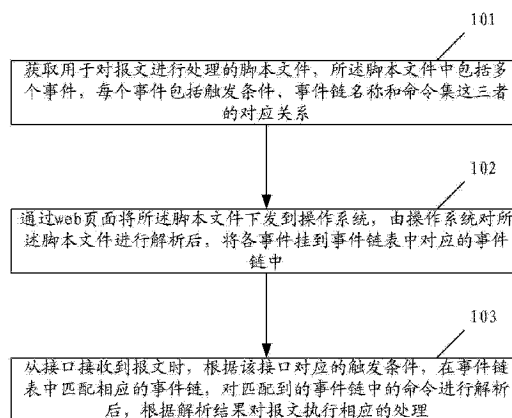 101
获取用于对报文进行处理的脚本文件，所述脚本文件中包括多
个事件，每个事件包括触发条件、事件链名称和命令集这三者
的对应关系
102
通过web页面将所述脚本文件下发到操作系统，由操作系统对所
述脚本文件进行解析后，将各事件挂到事件链表中对应的事件
链中
103
从接口接收到报文时，根据该接口对应的触发条件，在事件链
表中匹配相应的事件链，对匹配到的事件链中的命令进行解析
后，根据解析结果对报文执行相应的处理